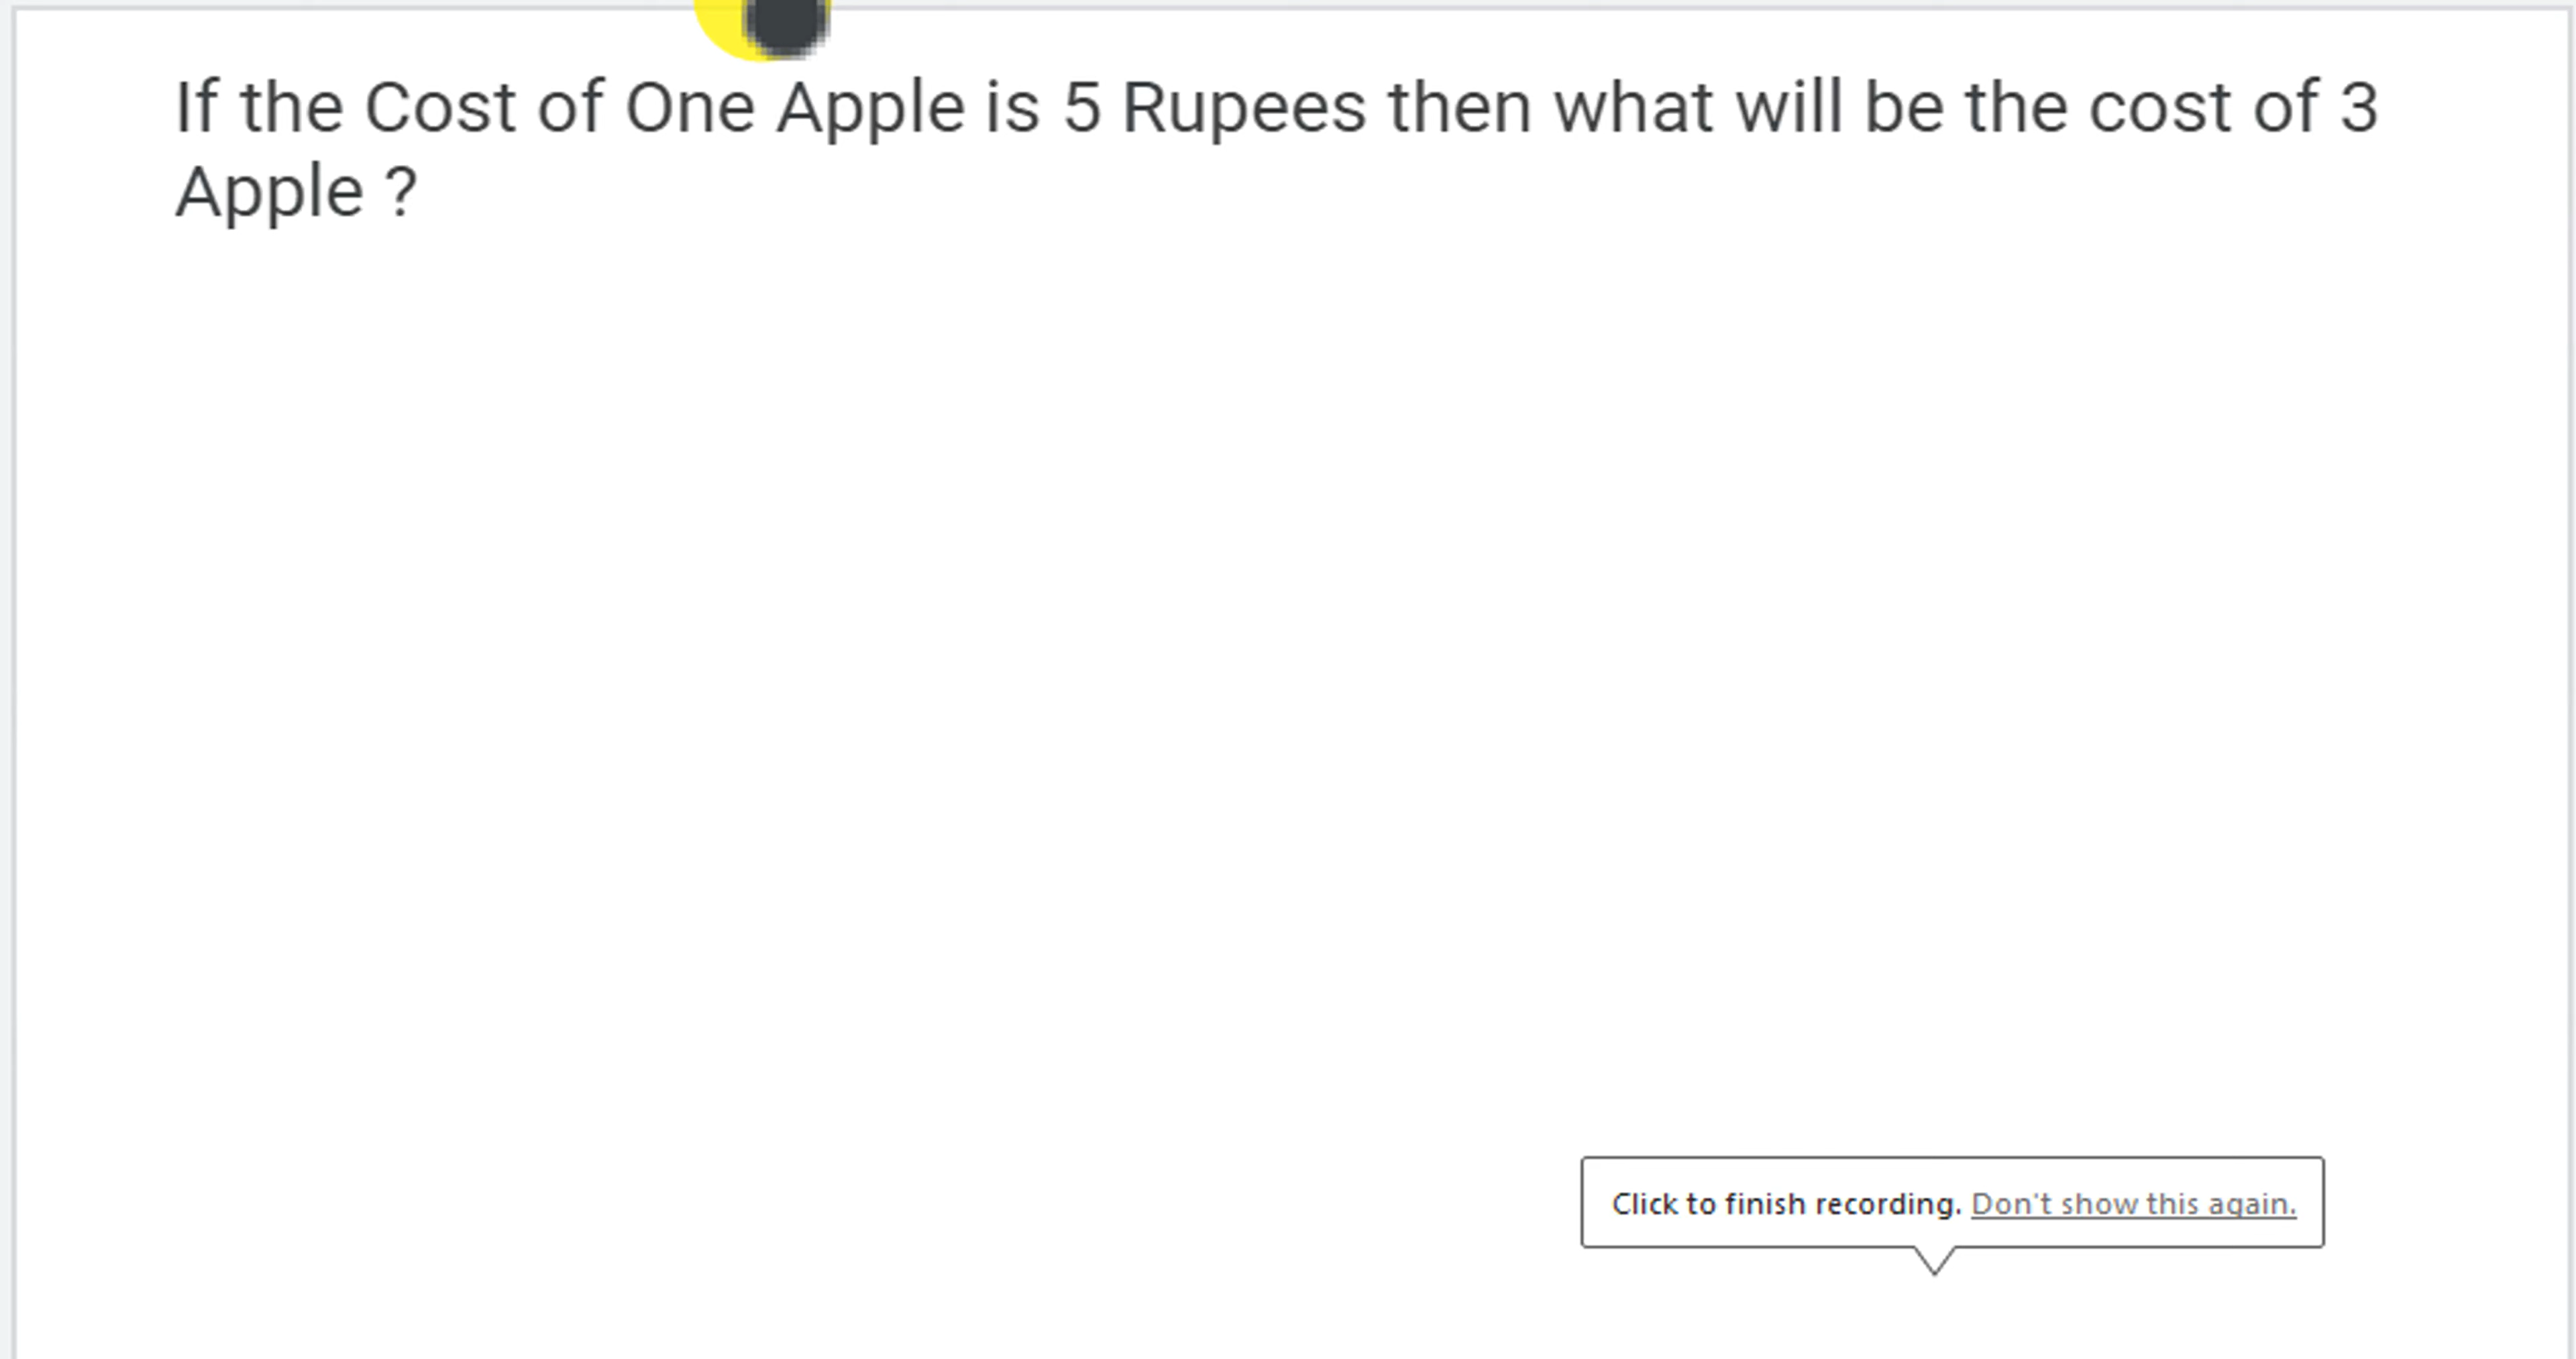 If the Cost of One Apple is 5 Rupees then what will be the cost of 3
Apple ?
Click to finish recording. Don't show this again.